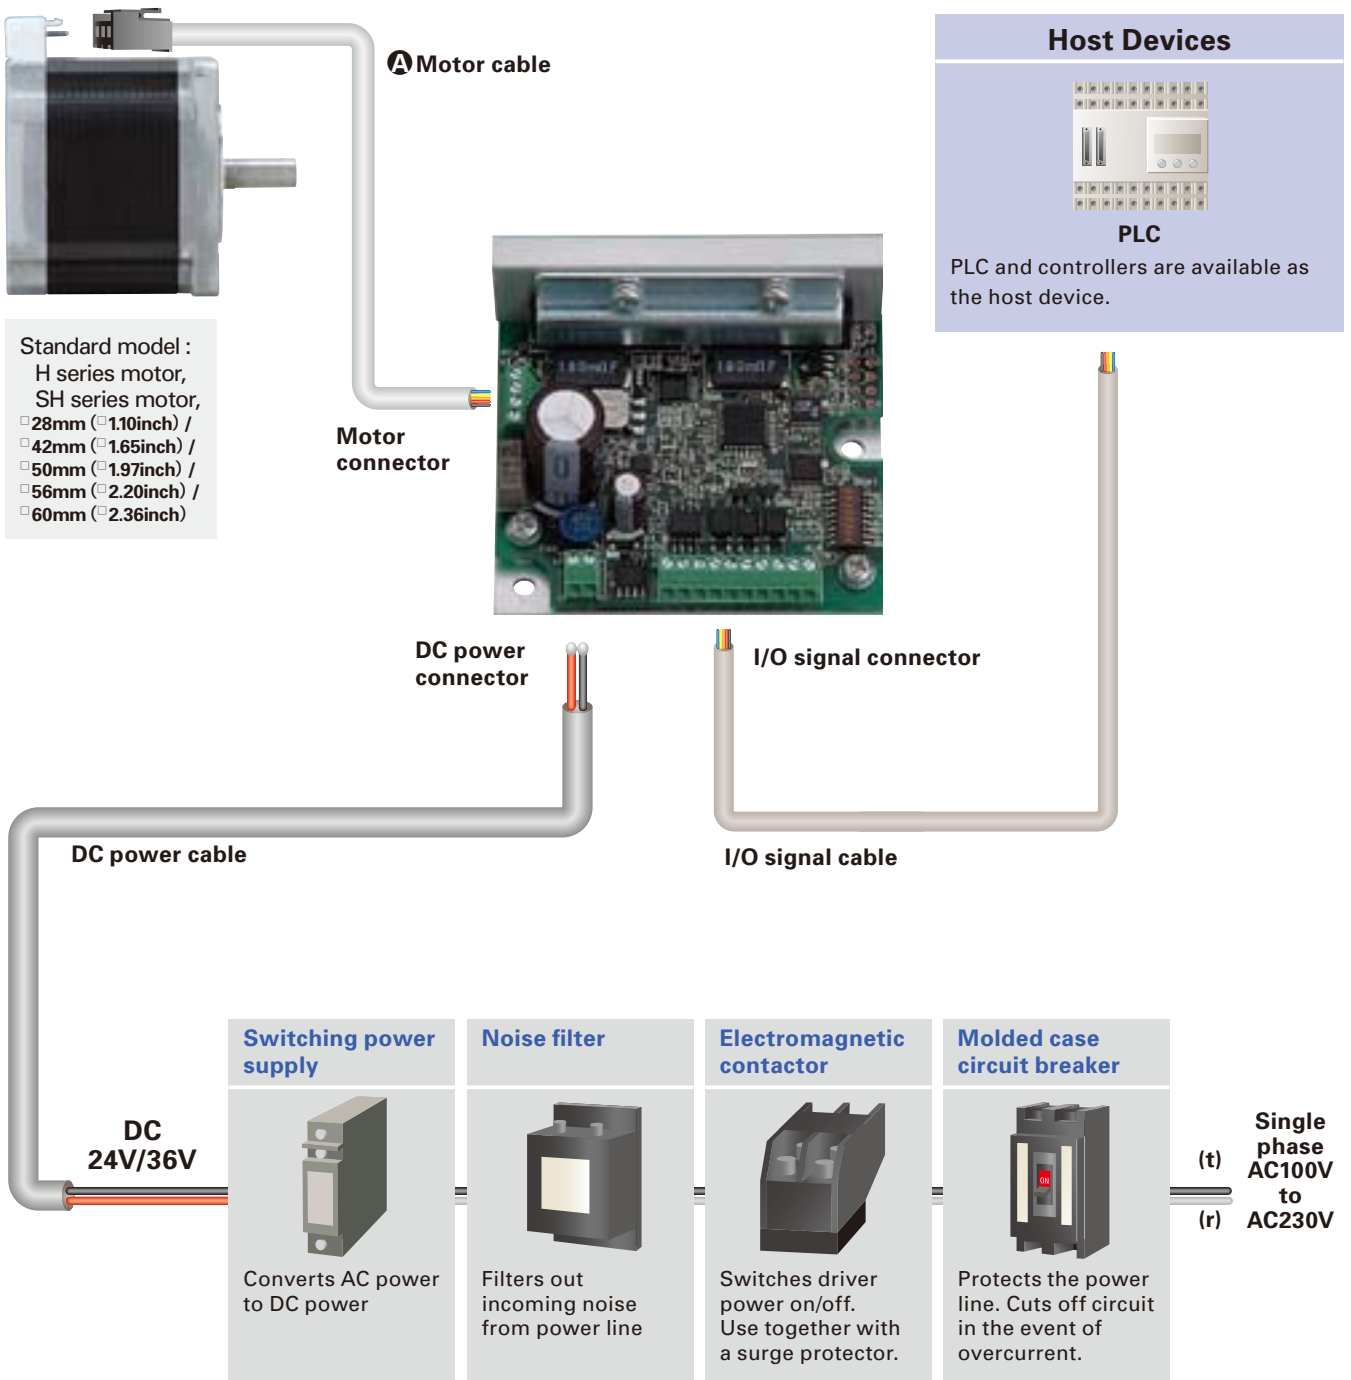 A Motor cable
Host Devices
PLC
PLC and controllers are available as
the host device.
Standard model :
H series motor,
SH series motor,
□28mm (□1.10inch) /
□42mm (□1.65inch) /
□50mm (□1.97inch) /
□56mm (□2.20inch) /
□60mm (□2.36inch)
Motor
connector
DC power
connector
I/O signal connector
DC power cable
I/O signal cable
DC
24V/36V
Switching power
supply
Converts AC power
to DC power
Noise filter
Filters out
incoming noise
from power line
Electromagnetic
contactor
Switches driver
power on/off.
Use together with
a surge protector.
Molded case
circuit breaker
ON
Protects the power
line. Cuts off circuit
in the event of
overcurrent.
(t)
(r)
Single
phase
AC100V
to
AC230V